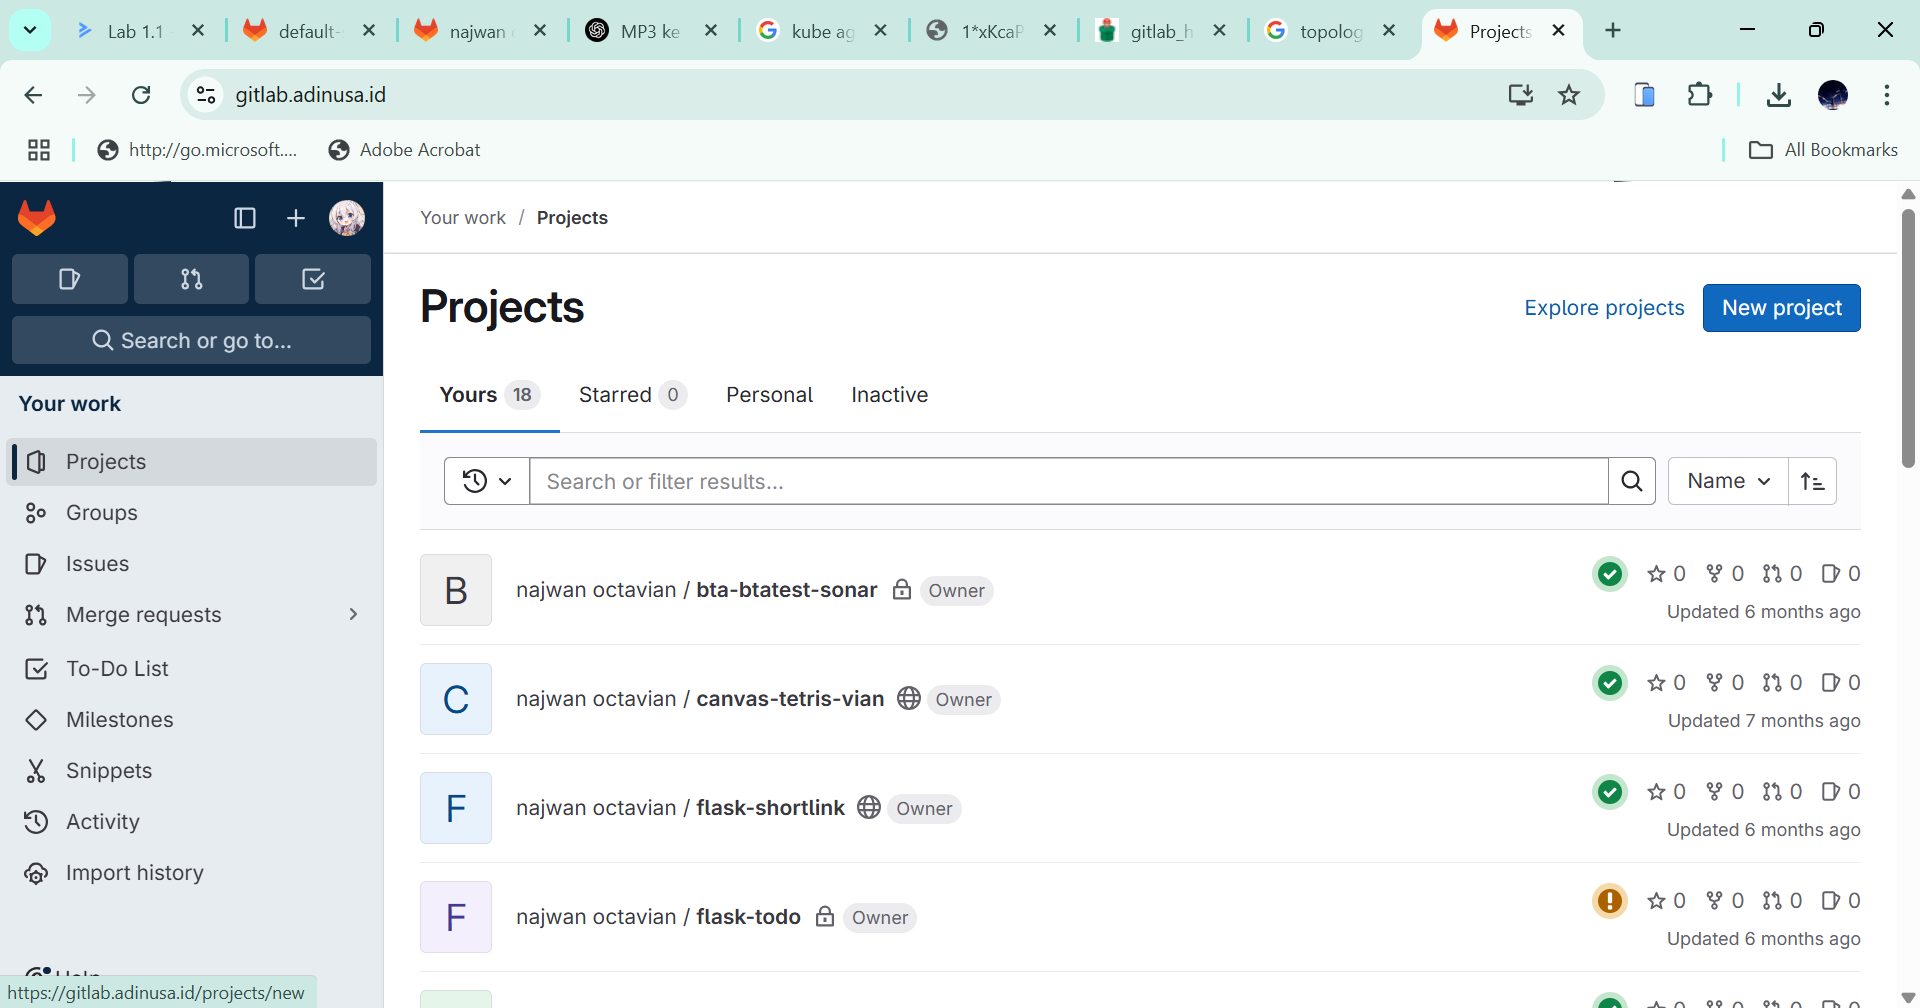 Lab 1.1
default-
najwan
MP3 ke
kube ag
1*xKcaP
gitlab_h
topolog
Projects
gitlab.adinusa.id
http://go.microsoft....
Adobe Acrobat
All Bookmarks
Your work / Projects
Search or go to...
Your work
Projects
Groups
Issues
Merge requests
To-Do List
Milestones
Snippets
Activity
Import history
Help
https://gitlab.adinusa.id/projects/new
Projects
Explore projects
New project
Yours 18
Starred 0
Personal
Inactive
Search or filter results...
Name
B
najwan octavian / bta-btatest-sonar Owner
0 0 0 0
Updated 6 months ago
C
najwan octavian / canvas-tetris-vian Owner
0 0 0 0
Updated 7 months ago
F
najwan octavian / flask-shortlink Owner
0 0 0 0
Updated 6 months ago
F
najwan octavian / flask-todo Owner
0 0 0 0
Updated 6 months ago